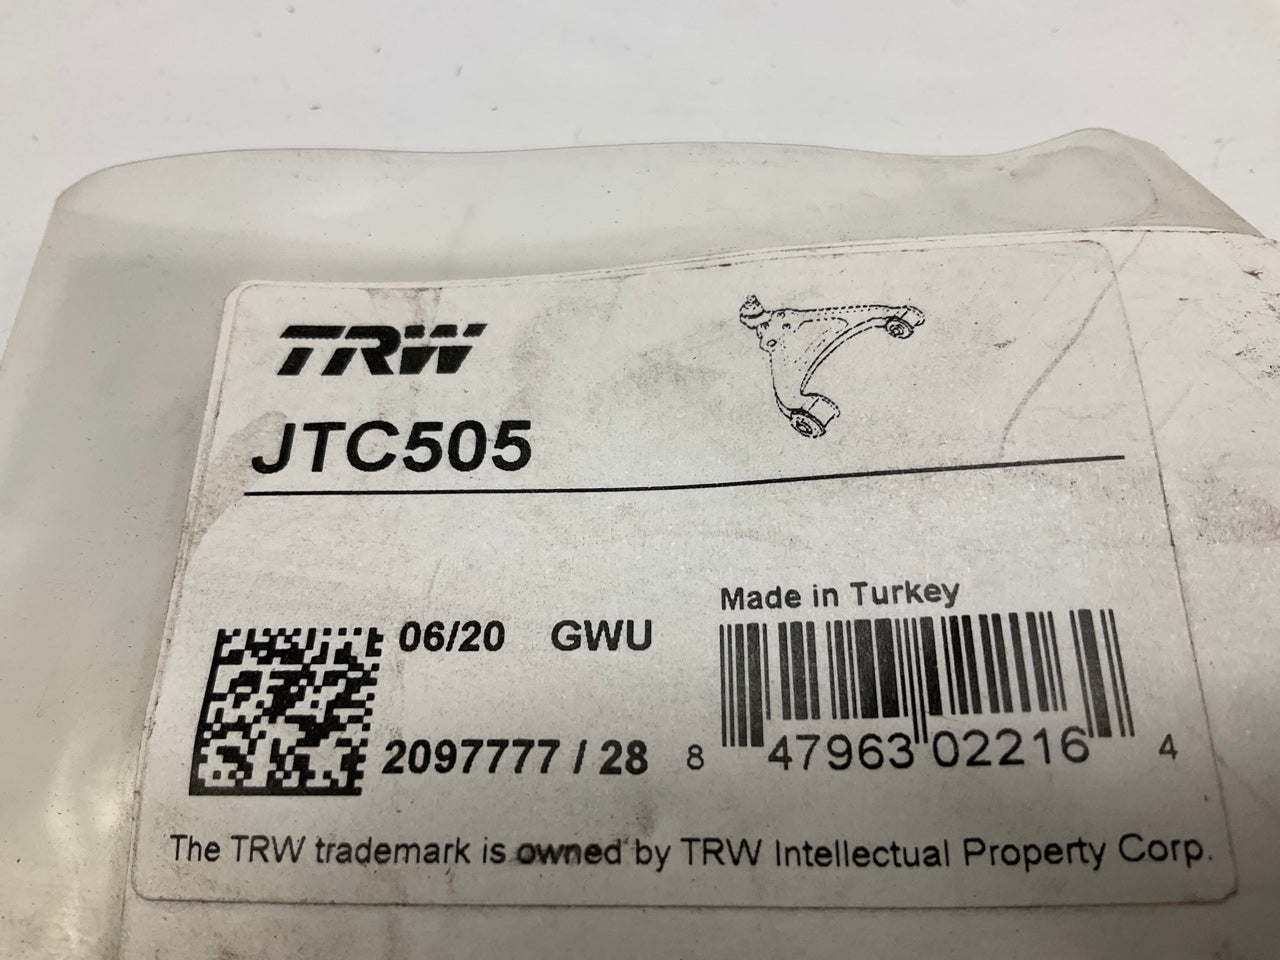 TRW
JTC505
Made in Turkey
06/20 GWU
2097777 / 28
8 47963 02216 4
The TRW trademark is owned by TRW Intellectual Property Corp.